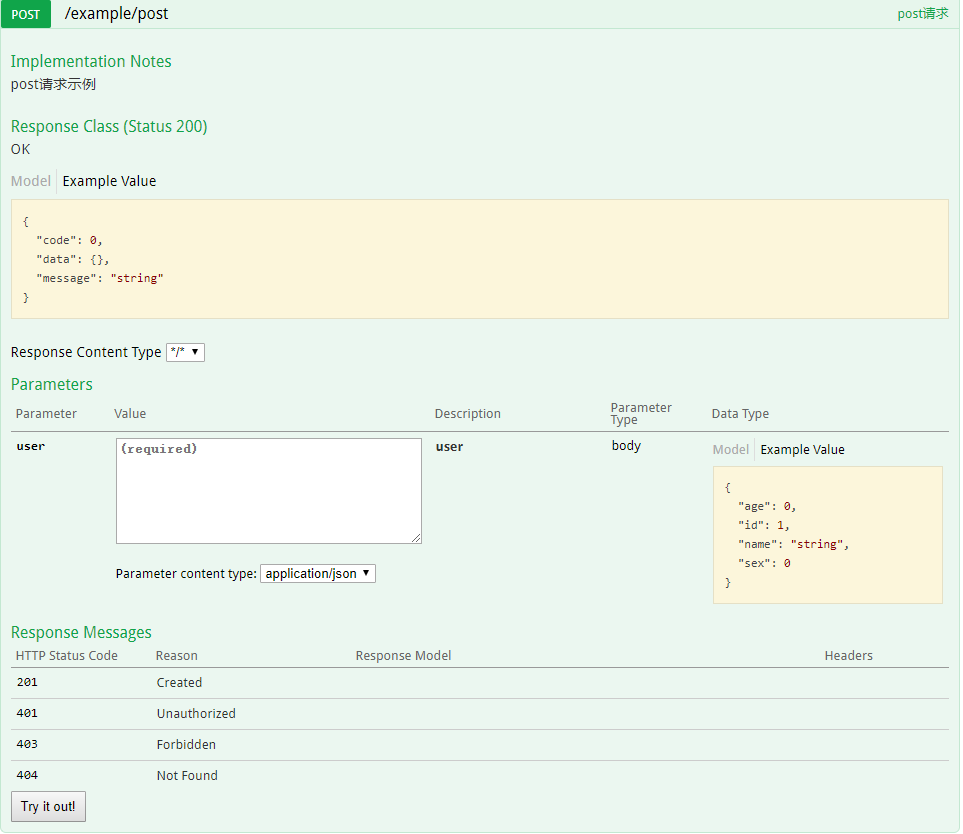 POST /example/post post请求
Implementation Notes
post请求示例
Response Class (Status 200)
OK
Model Example Value
{
  "code": 0,
  "data": {},
  "message": "string"
}
Response Content Type */*
Parameters
Parameter Value Description Parameter Type Data Type
user (required) user body Model Example Value
{
  "age": 0,
  "id": 1,
  "name": "string",
  "sex": 0
}
Parameter content type: application/json
Response Messages
HTTP Status Code Reason Response Model Headers
201 Created
401 Unauthorized
403 Forbidden
404 Not Found
Try it out!